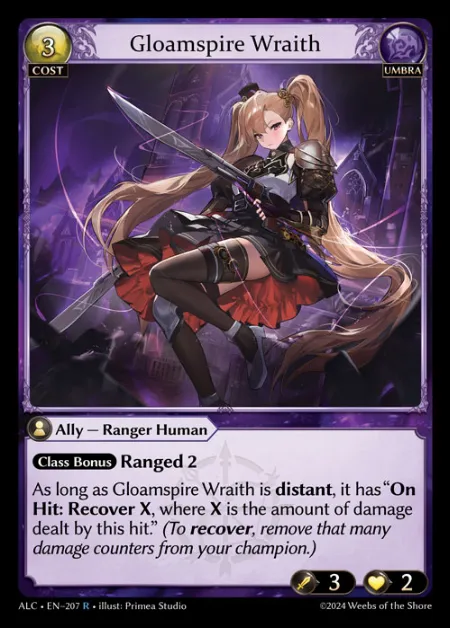 3
Gloamspire Wraith
COST
UMBRA
Ally — Ranger Human
Class Bonus Ranged 2
As long as Gloamspire Wraith is distant, it has “On
Hit: Recover X, where X is the amount of damage
dealt by this hit.” (To recover, remove that many
damage counters from your champion.)
3
2
ALC • EN–207 R • illust: Primea Studio
©2024 Weebs of the Shore